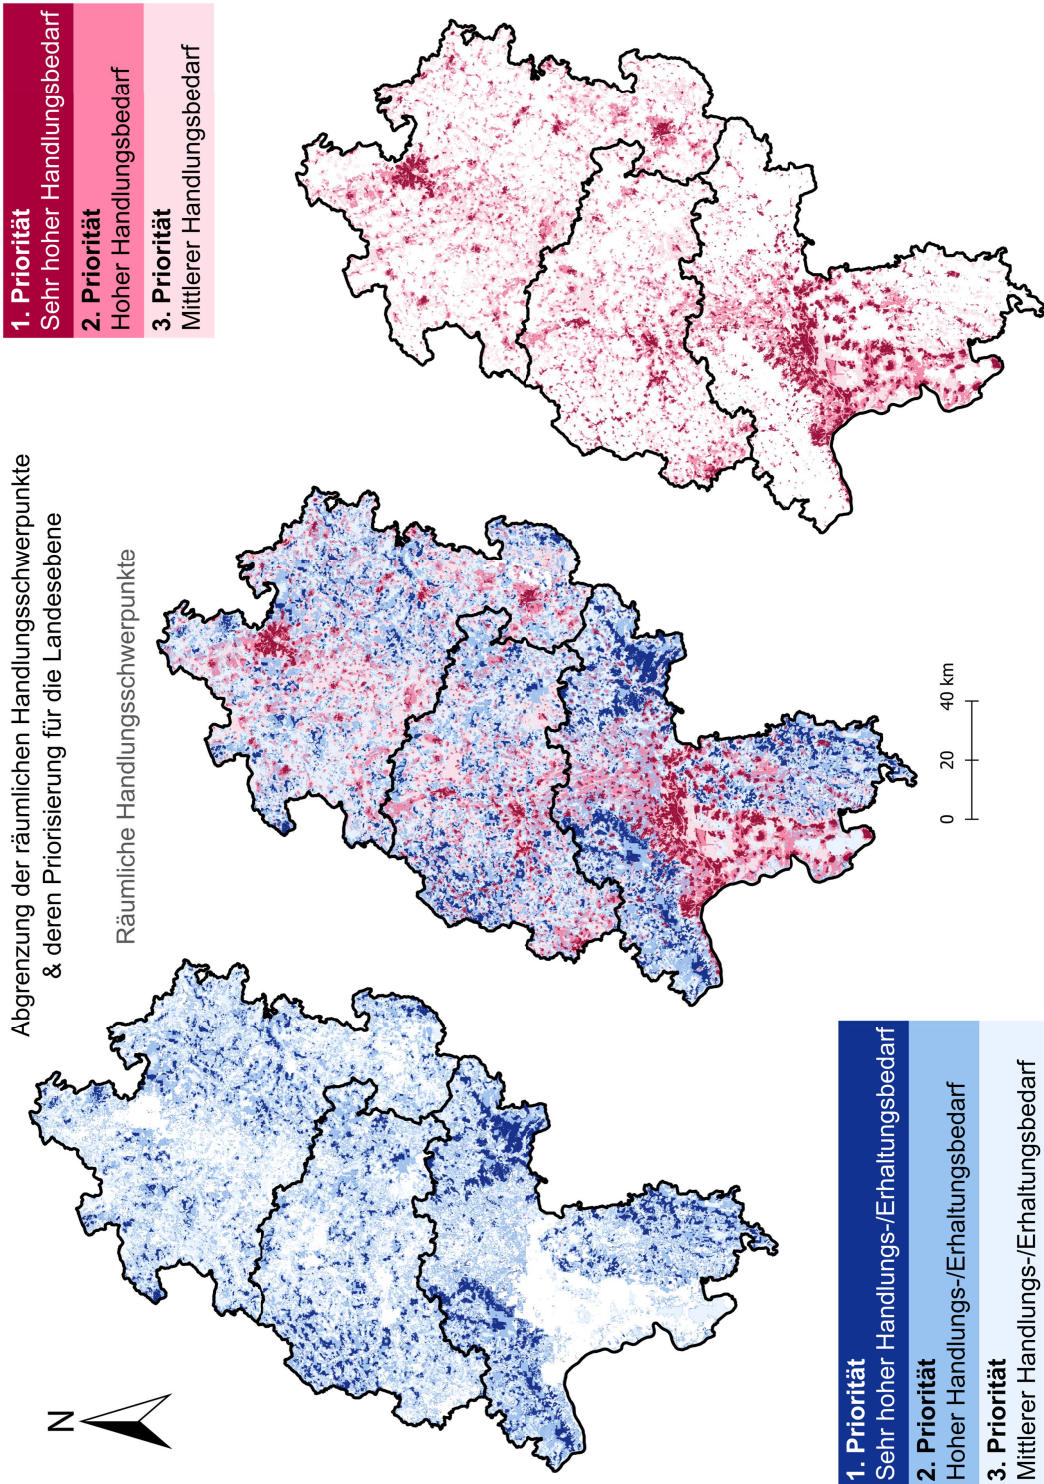 Abgrenzung der räumlichen Handlungsschwerpunkte
& deren Priorisierung für die Landesebene
Räumliche Handlungsschwerpunkte
N
1. Priorität
Sehr hoher Handlungsbedarf
2. Priorität
Hoher Handlungsbedarf
3. Priorität
Mittlerer Handlungsbedarf
1. Priorität
Sehr hoher Handlungs-/Erhaltungsbedarf
2. Priorität
Hoher Handlungs-/Erhaltungsbedarf
3. Priorität
Mittlerer Handlungs-/Erhaltungsbedarf
0 20 40 km